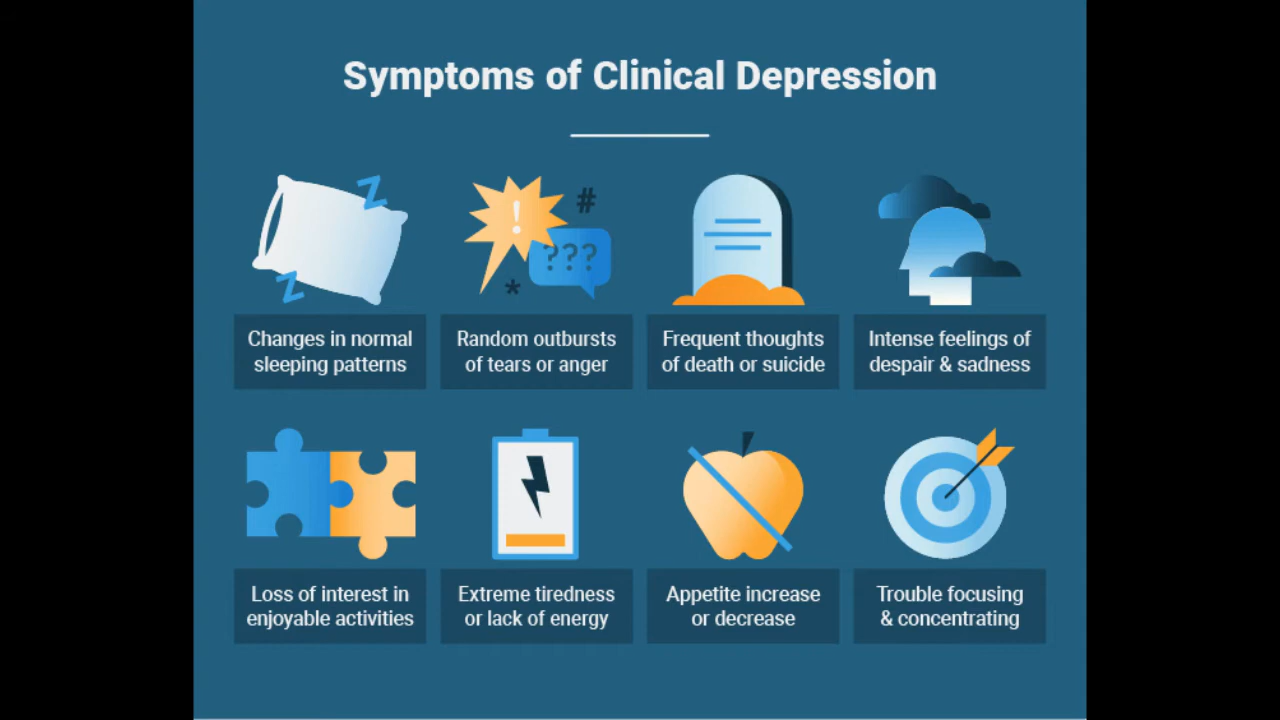 Symptoms of Clinical Depression
Z
Z
!
#
???
*
Changes in normal
sleeping patterns
Random outbursts
of tears or anger
Frequent thoughts
of death or suicide
Intense feelings of
despair & sadness
Loss of interest in
enjoyable activities
Extreme tiredness
or lack of energy
Appetite increase
or decrease
Trouble focusing
& concentrating